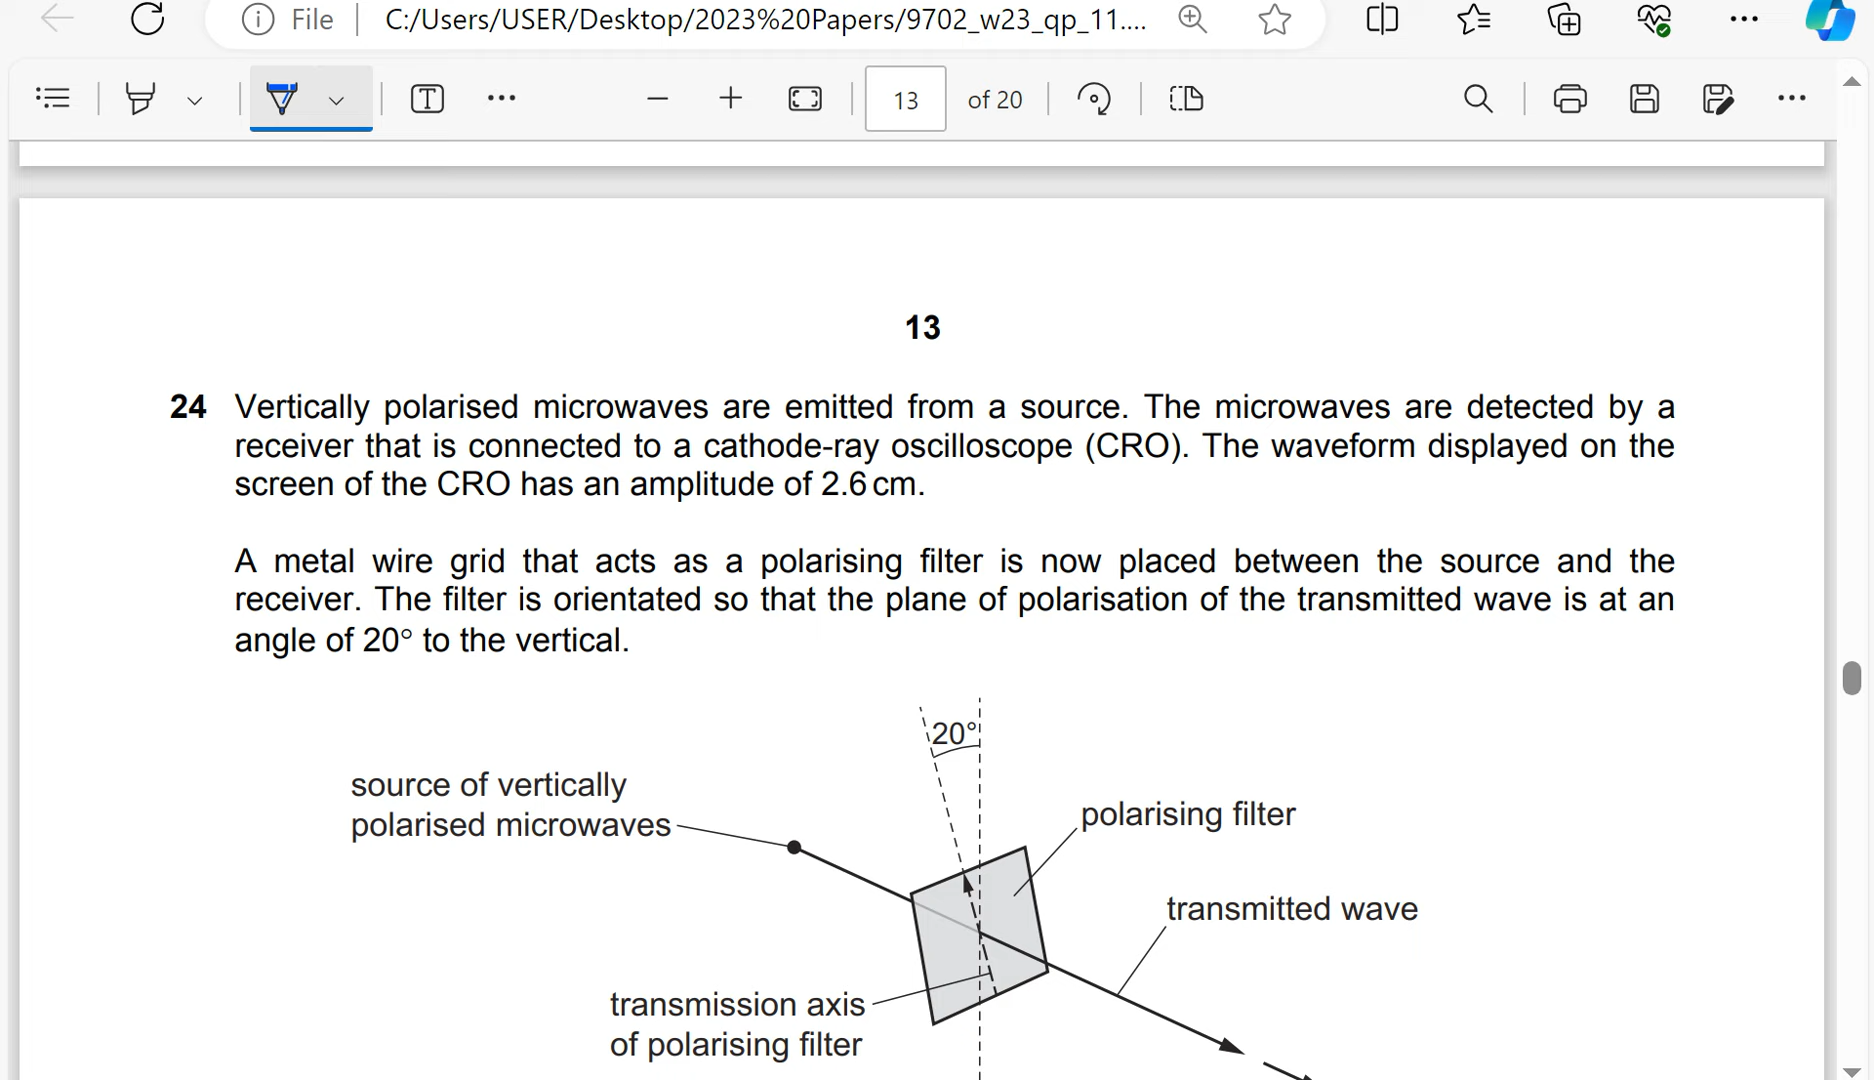 File
C:/Users/USER/Desktop/2023%20Papers/9702_w23_qp_11....
13 of 20
13
24 Vertically polarised microwaves are emitted from a source. The microwaves are detected by a
receiver that is connected to a cathode-ray oscilloscope (CRO). The waveform displayed on the
screen of the CRO has an amplitude of 2.6 cm.
A metal wire grid that acts as a polarising filter is now placed between the source and the
receiver. The filter is orientated so that the plane of polarisation of the transmitted wave is at an
angle of 20° to the vertical.
20°
source of vertically
polarised microwaves
polarising filter
transmitted wave
transmission axis
of polarising filter